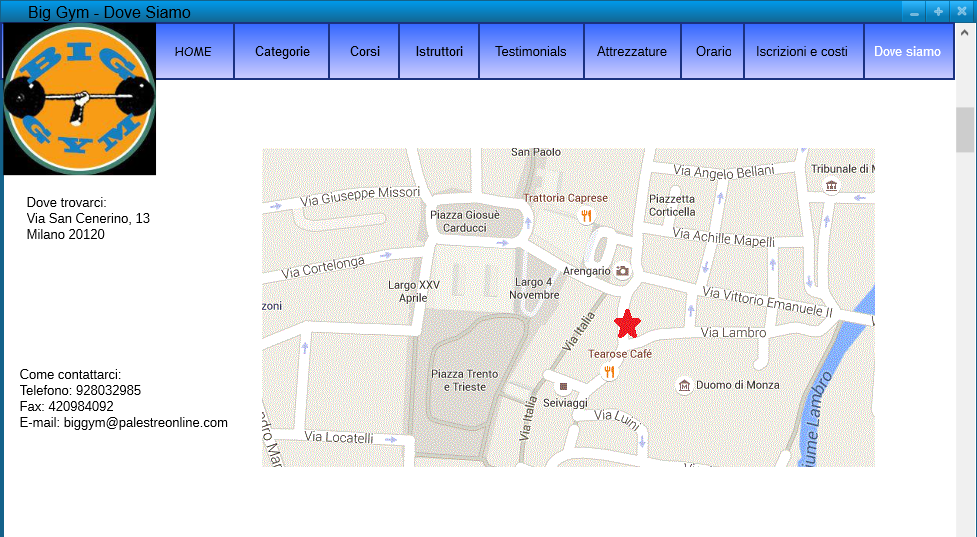 Big Gym - Dove Siamo
BIG
GYM
HOME
Categorie
Corsi
Istruttori
Testimonials
Attrezzature
Orario
Iscrizioni e costi
Dove siamo
Dove trovarci:
Via San Cenerino, 13
Milano 20120
Come contattarci:
Telefono: 928032985
Fax: 420984092
E-mail: biggym@palestreonline.com
San Paolo
Via Angelo Bellani
Tribunale di M
Via Giuseppe Missori
Trattoria Caprese
Piazzetta
Corticella
Piazza Giosuè
Carducci
Via Achille Mapelli
Via Cortelonga
Arengario
Largo XXV
Aprile
Largo 4
Novembre
zoni
Via Vittorio Emanuele II
Via Italia
Via Lambro
Tearose Café
Piazza Trento
e Trieste
Duomo di Monza
Seiviaggi
Via Italia
Via Luini
Via Locatelli
dro Man
ume Lambro